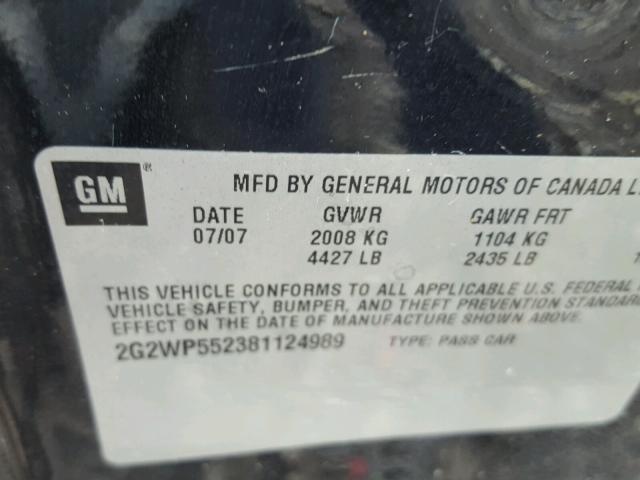 GM®
MFD BY GENERAL MOTORS OF CANADA L
DATE GVWR GAWR FRT
07/07 2008 KG 1104 KG
4427 LB 2435 LB
THIS VEHICLE CONFORMS TO ALL APPLICABLE U.S. FEDERAL
VEHICLE SAFETY, BUMPER, AND THEFT PREVENTION STANDAR
EFFECT ON THE DATE OF MANUFACTURE SHOWN ABOVE.
2G2WP552381124989 TYPE: PASS CAR